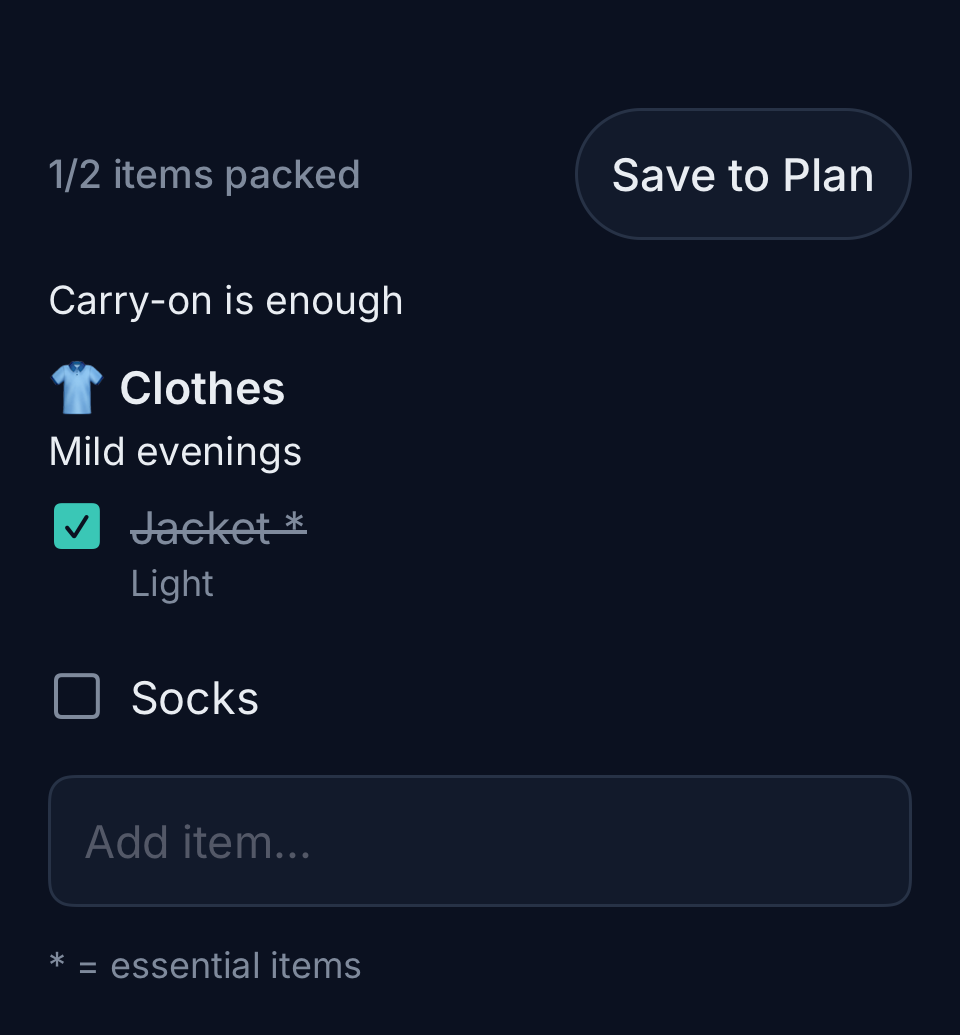 1/2 items packed
Save to Plan
Carry-on is enough
Clothes
Mild evenings
Jacket *
Light
Socks
Add item...
* = essential items